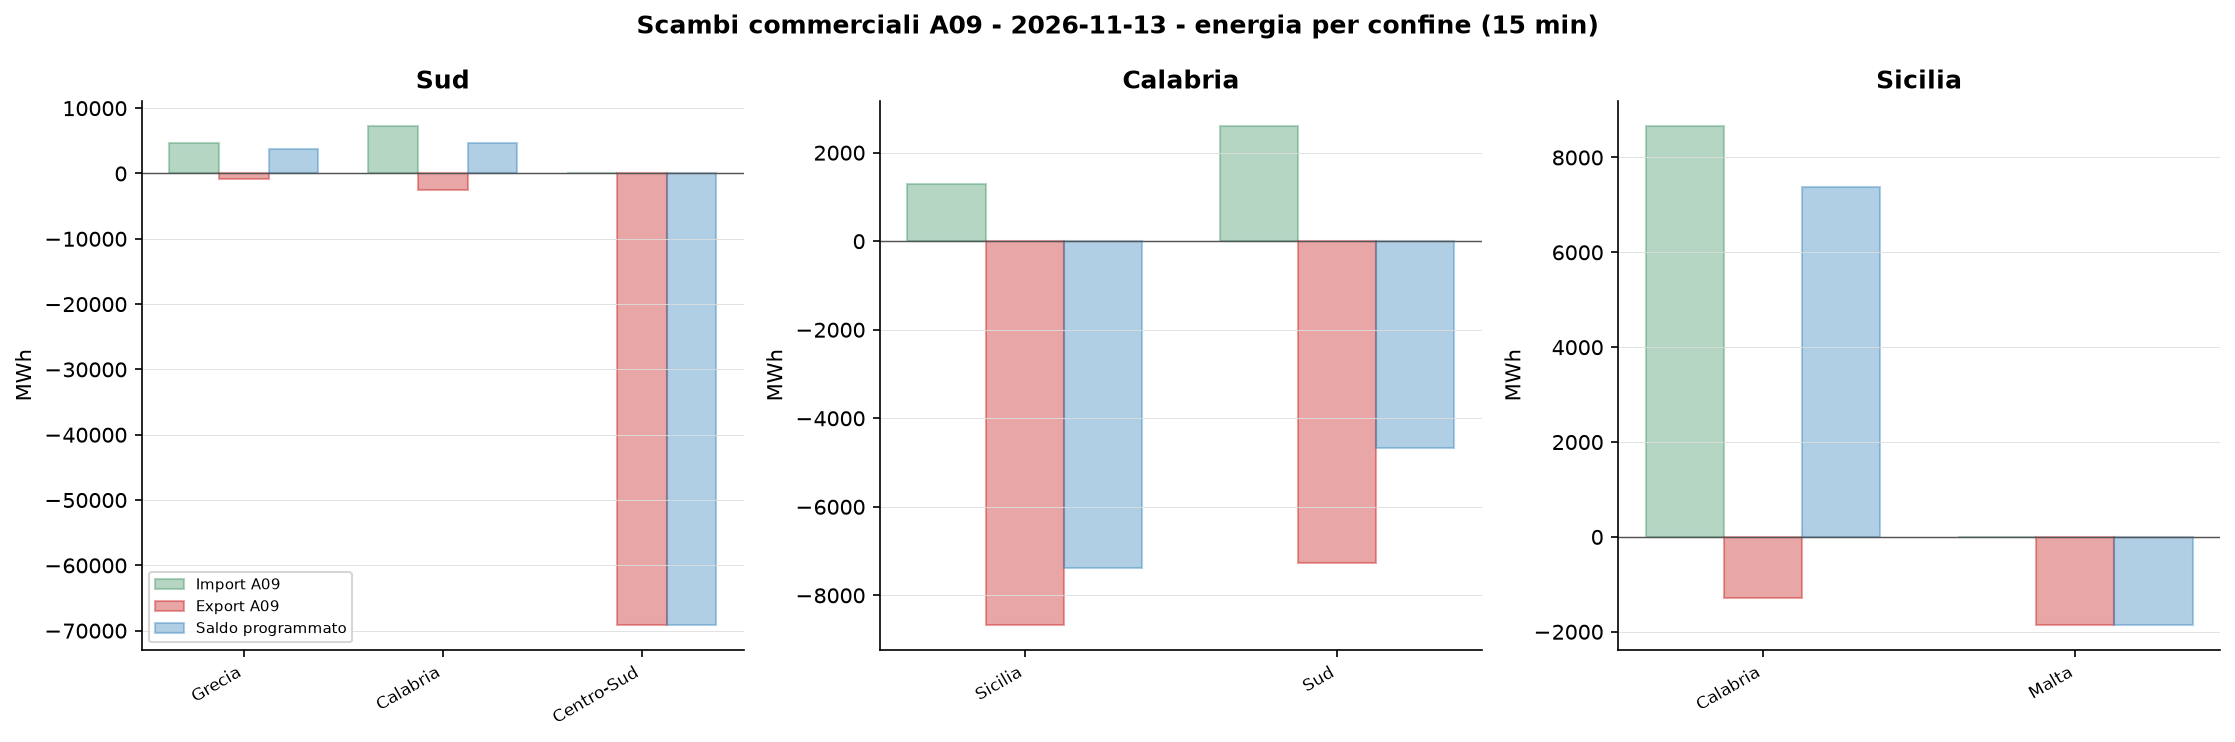 Scambi commerciali A09 - 2026-11-13 - energia per confine (15 min)
Sud
MWh
10000
0
−10000
−20000
−30000
−40000
−50000
−60000
−70000
Import A09
Export A09
Saldo programmato
Grecia
Calabria
Centro-Sud
Calabria
MWh
2000
0
−2000
−4000
−6000
−8000
Sicilia
Sud
Sicilia
MWh
8000
6000
4000
2000
0
−2000
Calabria
Malta